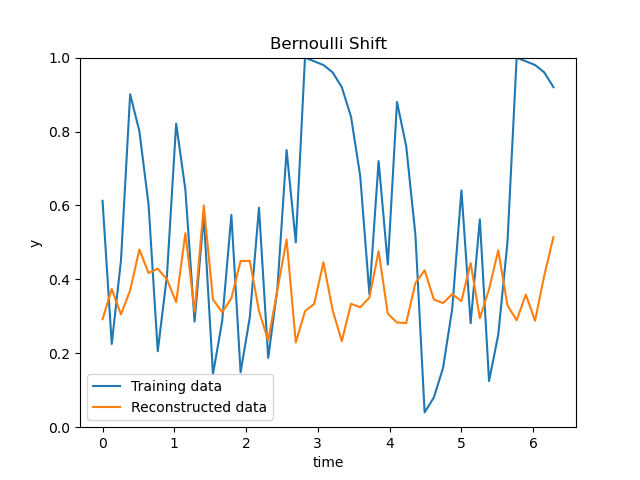 Bernoulli Shift
y
1.0
0.8
0.6
0.4
0.2
0.0
Training data
Reconstructed data
0 1 2 3 4 5 6
time